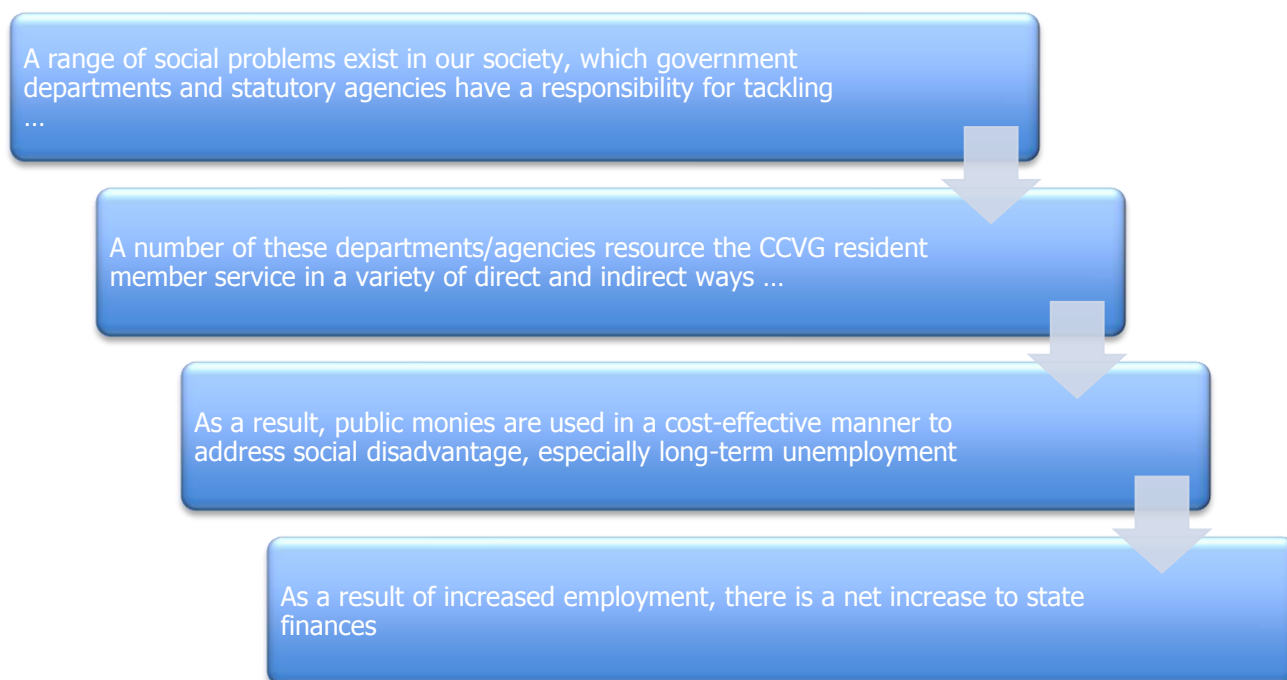 A range of social problems exist in our society, which government
departments and statutory agencies have a responsibility for tackling
…
A number of these departments/agencies resource the CCVG resident
member service in a variety of direct and indirect ways …
As a result, public monies are used in a cost-effective manner to
address social disadvantage, especially long-term unemployment
As a result of increased employment, there is a net increase to state
finances